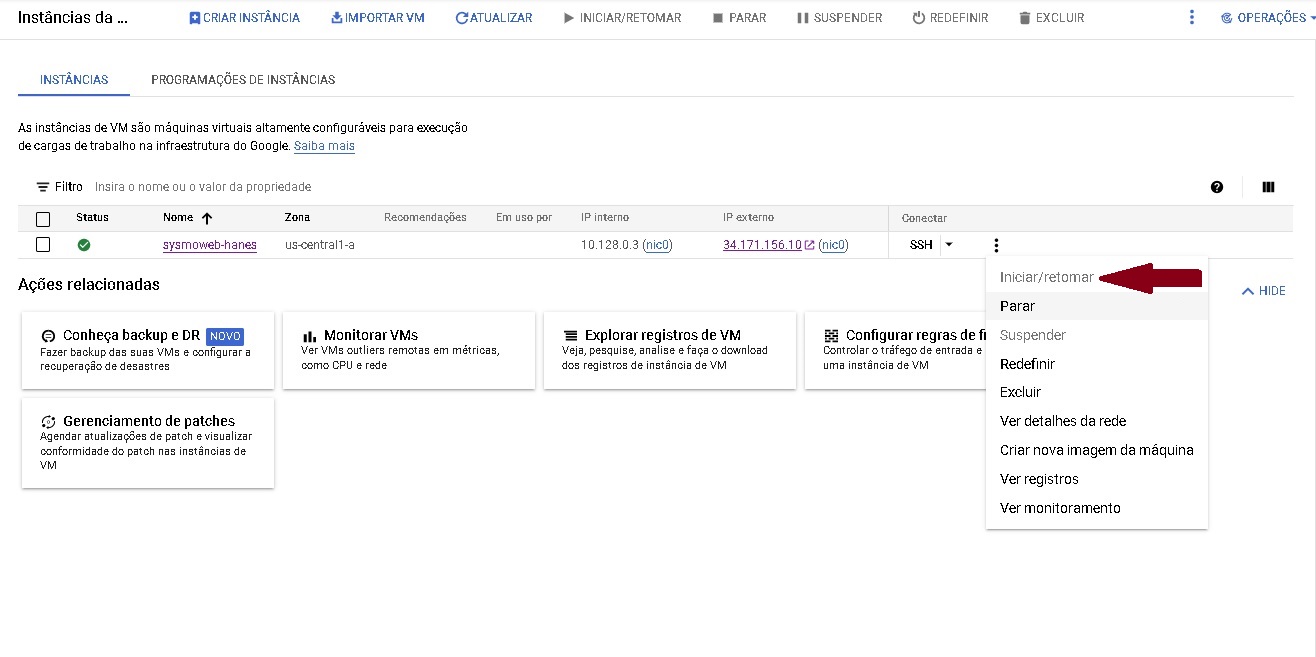 Instâncias da ...
CRIAR INSTÂNCIA
IMPORTAR VM
ATUALIZAR
INICIAR/RETOMAR
PARAR
SUSPENDER
REDEFINIR
EXCLUIR
OPERAÇÕES
INSTÂNCIAS
PROGRAMAÇÕES DE INSTÂNCIAS
As instâncias de VM são máquinas virtuais altamente configuráveis para execução
de cargas de trabalho na infraestrutura do Google. Saiba mais
Filtro Insira o nome ou o valor da propriedade
Status Nome Zona Recomendações Em uso por IP interno IP externo Conectar
sysmoweb-hanes us-central1-a 10.128.0.3 (nic0) 34.171.156.10 (nic0) SSH
Iniciar/retomar
Parar
Suspender
Redefinir
Excluir
Ver detalhes da rede
Criar nova imagem da máquina
Ver registros
Ver monitoramento
Ações relacionadas
HIDE
Conheça backup e DR NOVO
Fazer backup das suas VMs e configurar a
recuperação de desastres
Monitorar VMs
Ver VMs outliers remotas em métricas,
como CPU e rede
Explorar registros de VM
Veja, pesquise, analise e faça o download
dos registros de instância de VM
Configurar regras de fi
Controlar o tráfego de entrada e
uma instância de VM
Gerenciamento de patches
Agendar atualizações de patch e visualizar
conformidade do patch nas instâncias de
VM